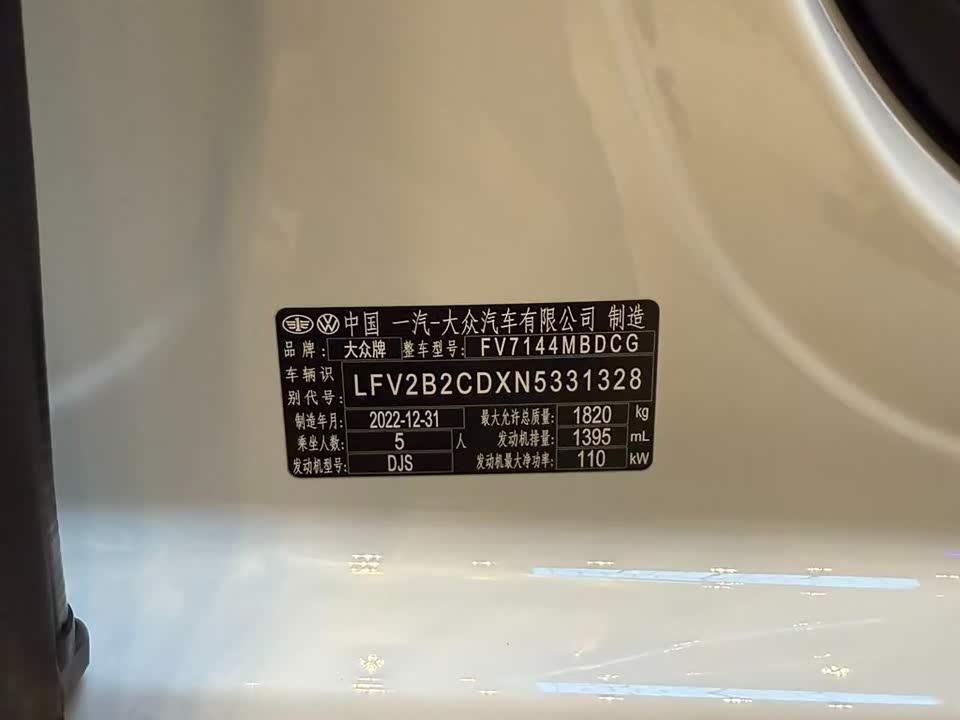 中国 一汽-大众汽车有限公司 制造
品牌: 大众牌 整车型号: FV7144MBDCG
车辆识别代号: LFV2B2CDXN5331328
制造年月: 2022-12-31 最大允许总质量: 1820 kg
乘坐人数: 5 人 发动机排量: 1395 mL
发动机型号: DJS 发动机最大净功率: 110 kW